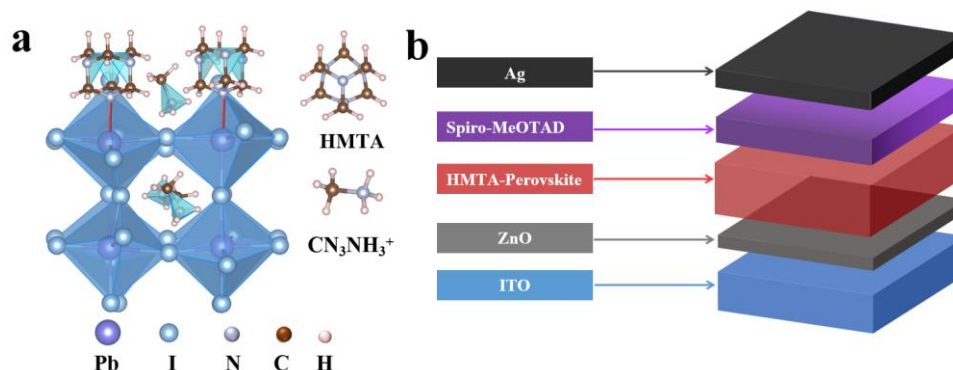 a
HMTA
CN₃NH₃⁺
Pb I N C H
b
Ag
Spiro-MeOTAD
HMTA-Perovskite
ZnO
ITO